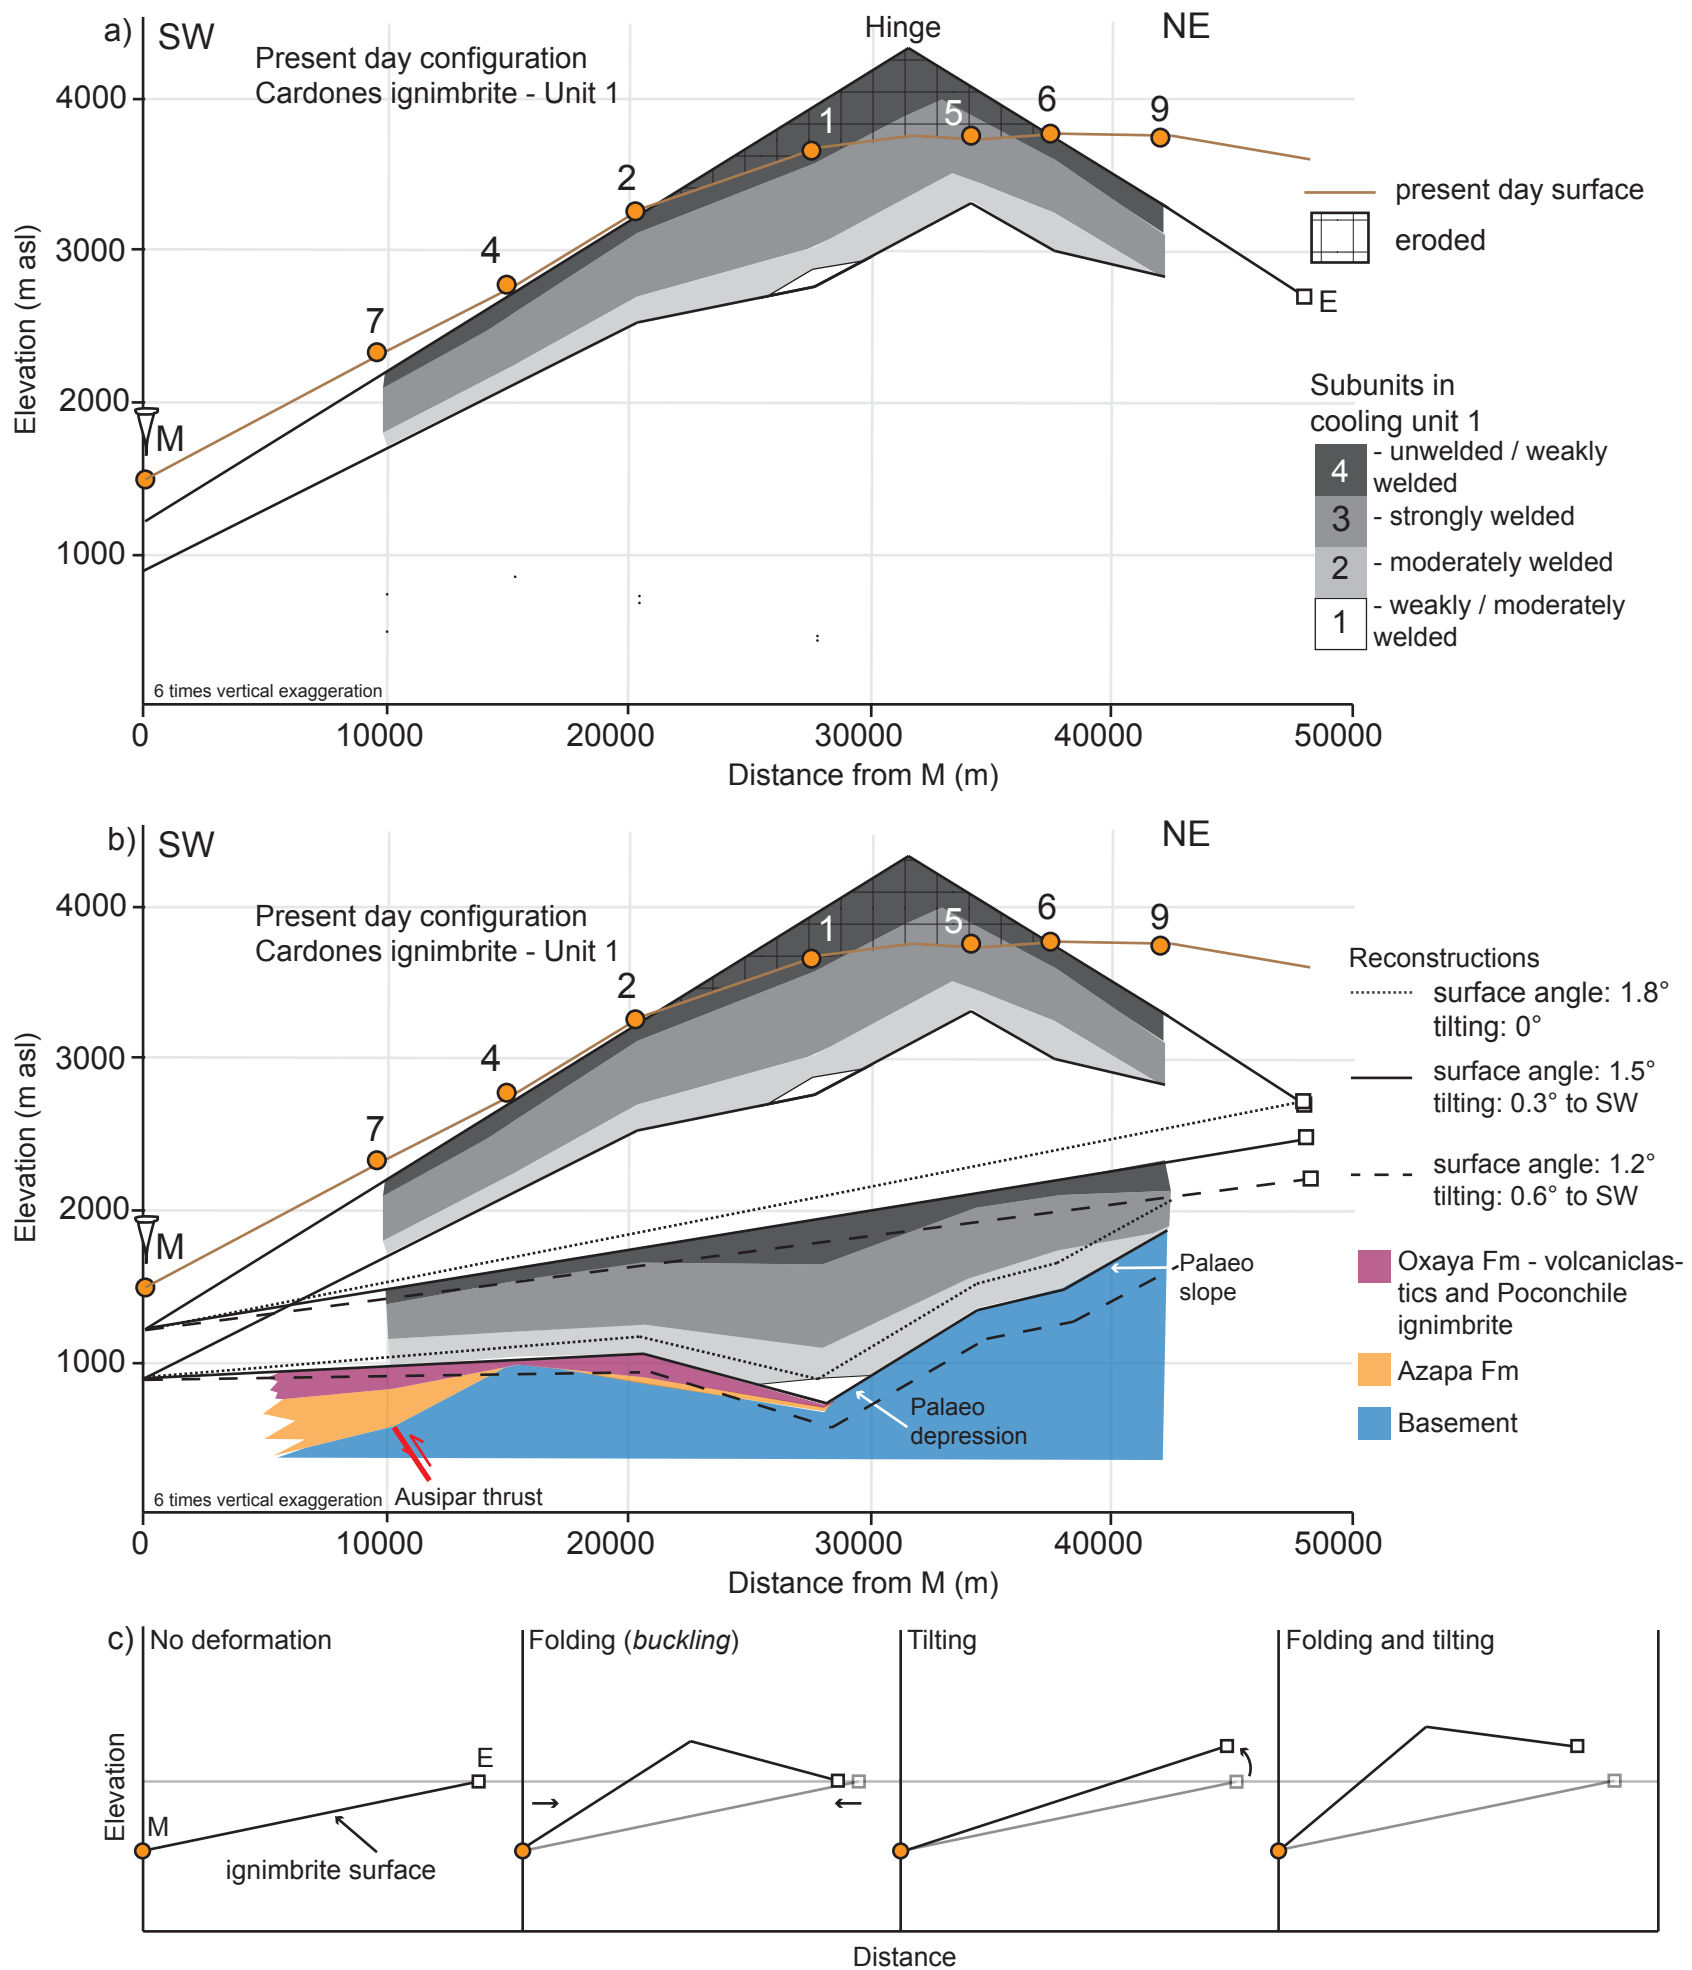 a) SW
Hinge
NE
Present day configuration
Cardones ignimbrite - Unit 1
4000
3000
2000
1000
Elevation (m asl)
M
7
4
2
1
5
6
9
E
present day surface
eroded
Subunits in
cooling unit 1
4 - unwelded / weakly
welded
3 - strongly welded
2 - moderately welded
1 - weakly / moderately
welded
6 times vertical exaggeration
0 10000 20000 30000 40000 50000
Distance from M (m)
b) SW
NE
Present day configuration
Cardones ignimbrite - Unit 1
4000
3000
2000
1000
Elevation (m asl)
M
7
4
2
1
5
6
9
Reconstructions
surface angle: 1.8°
tilting: 0°
surface angle: 1.5°
tilting: 0.3° to SW
surface angle: 1.2°
tilting: 0.6° to SW
Palaeo
slope
Palaeo
depression
Oxaya Fm - volcaniclas-
tics and Poconchile
ignimbrite
Azapa Fm
Basement
6 times vertical exaggeration
Ausipar thrust
0 10000 20000 30000 40000 50000
Distance from M (m)
c) No deformation
Folding (buckling)
Tilting
Folding and tilting
Elevation
M
E
ignimbrite surface
Distance